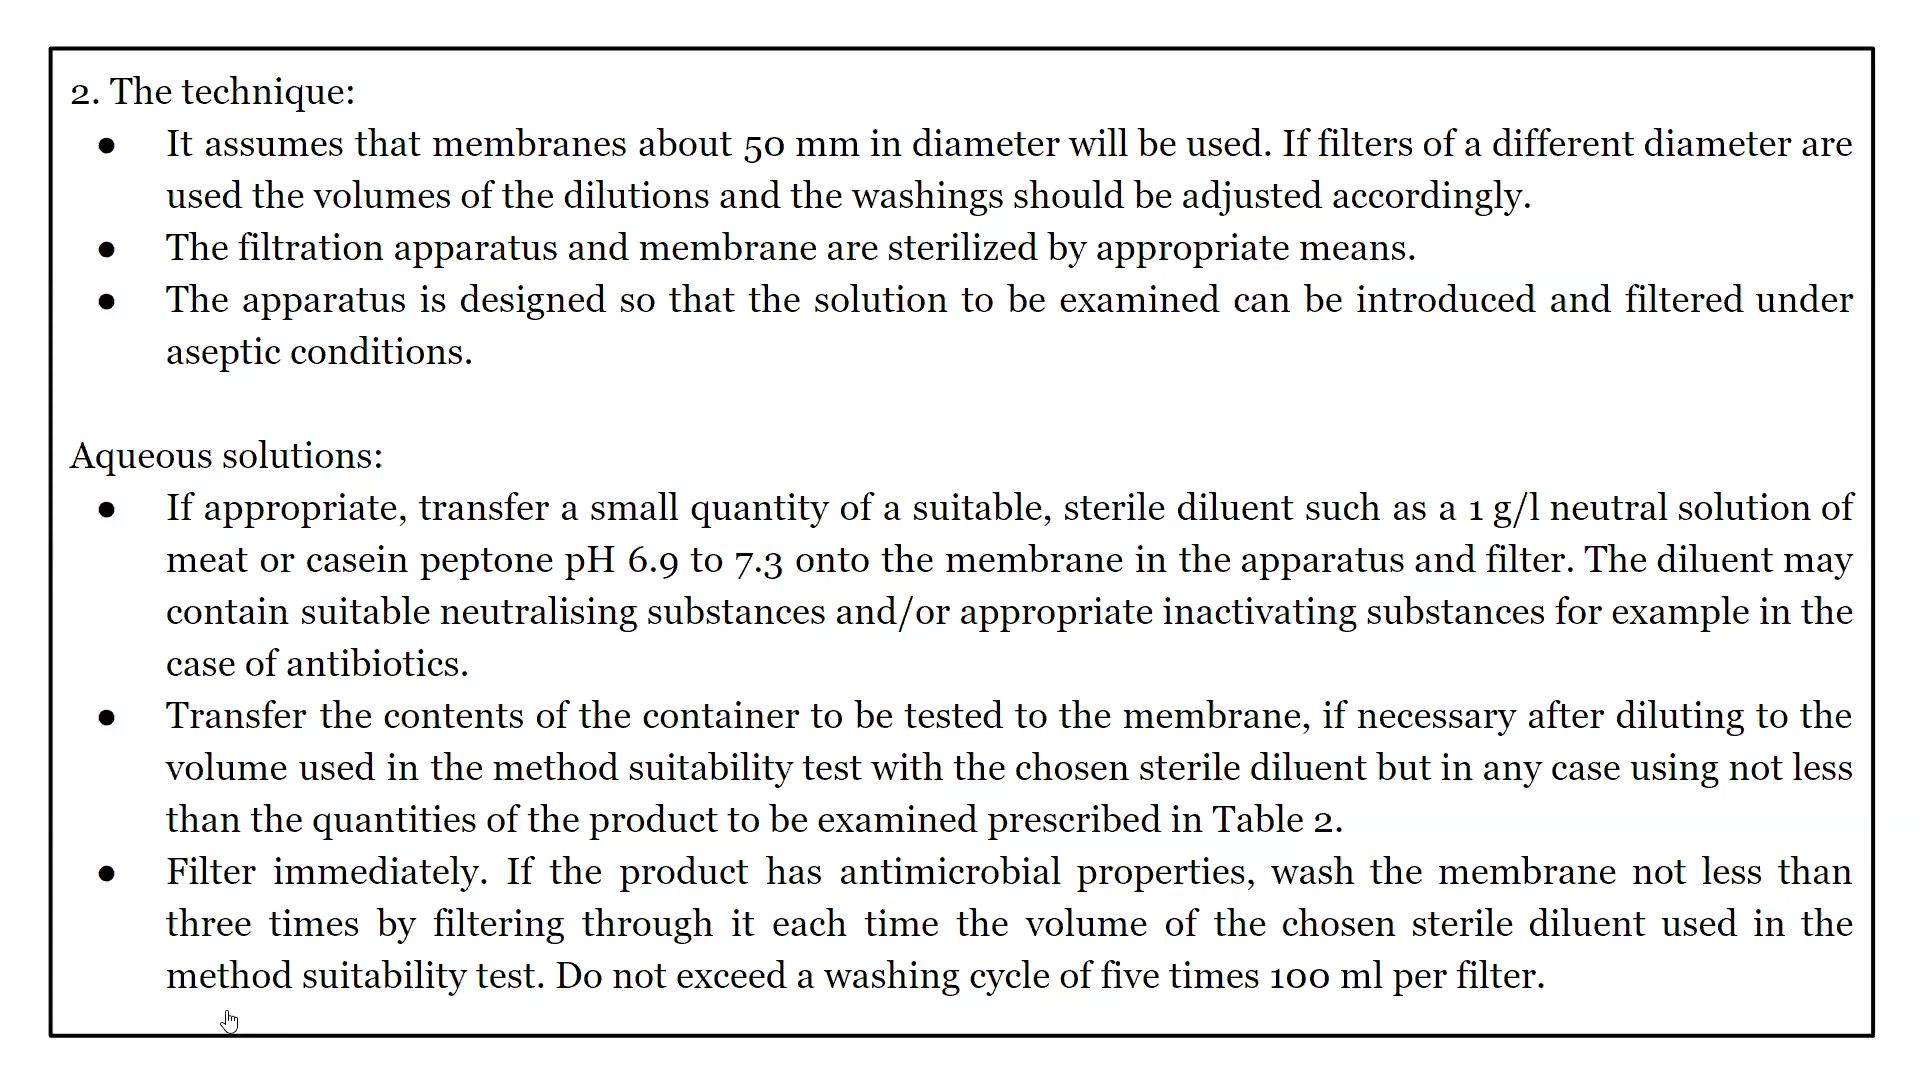 2. The technique:
● It assumes that membranes about 50 mm in diameter will be used. If filters of a different diameter are
used the volumes of the dilutions and the washings should be adjusted accordingly.
● The filtration apparatus and membrane are sterilized by appropriate means.
● The apparatus is designed so that the solution to be examined can be introduced and filtered under
aseptic conditions.
Aqueous solutions:
● If appropriate, transfer a small quantity of a suitable, sterile diluent such as a 1 g/l neutral solution of
meat or casein peptone pH 6.9 to 7.3 onto the membrane in the apparatus and filter. The diluent may
contain suitable neutralising substances and/or appropriate inactivating substances for example in the
case of antibiotics.
● Transfer the contents of the container to be tested to the membrane, if necessary after diluting to the
volume used in the method suitability test with the chosen sterile diluent but in any case using not less
than the quantities of the product to be examined prescribed in Table 2.
● Filter immediately. If the product has antimicrobial properties, wash the membrane not less than
three times by filtering through it each time the volume of the chosen sterile diluent used in the
method suitability test. Do not exceed a washing cycle of five times 100 ml per filter.